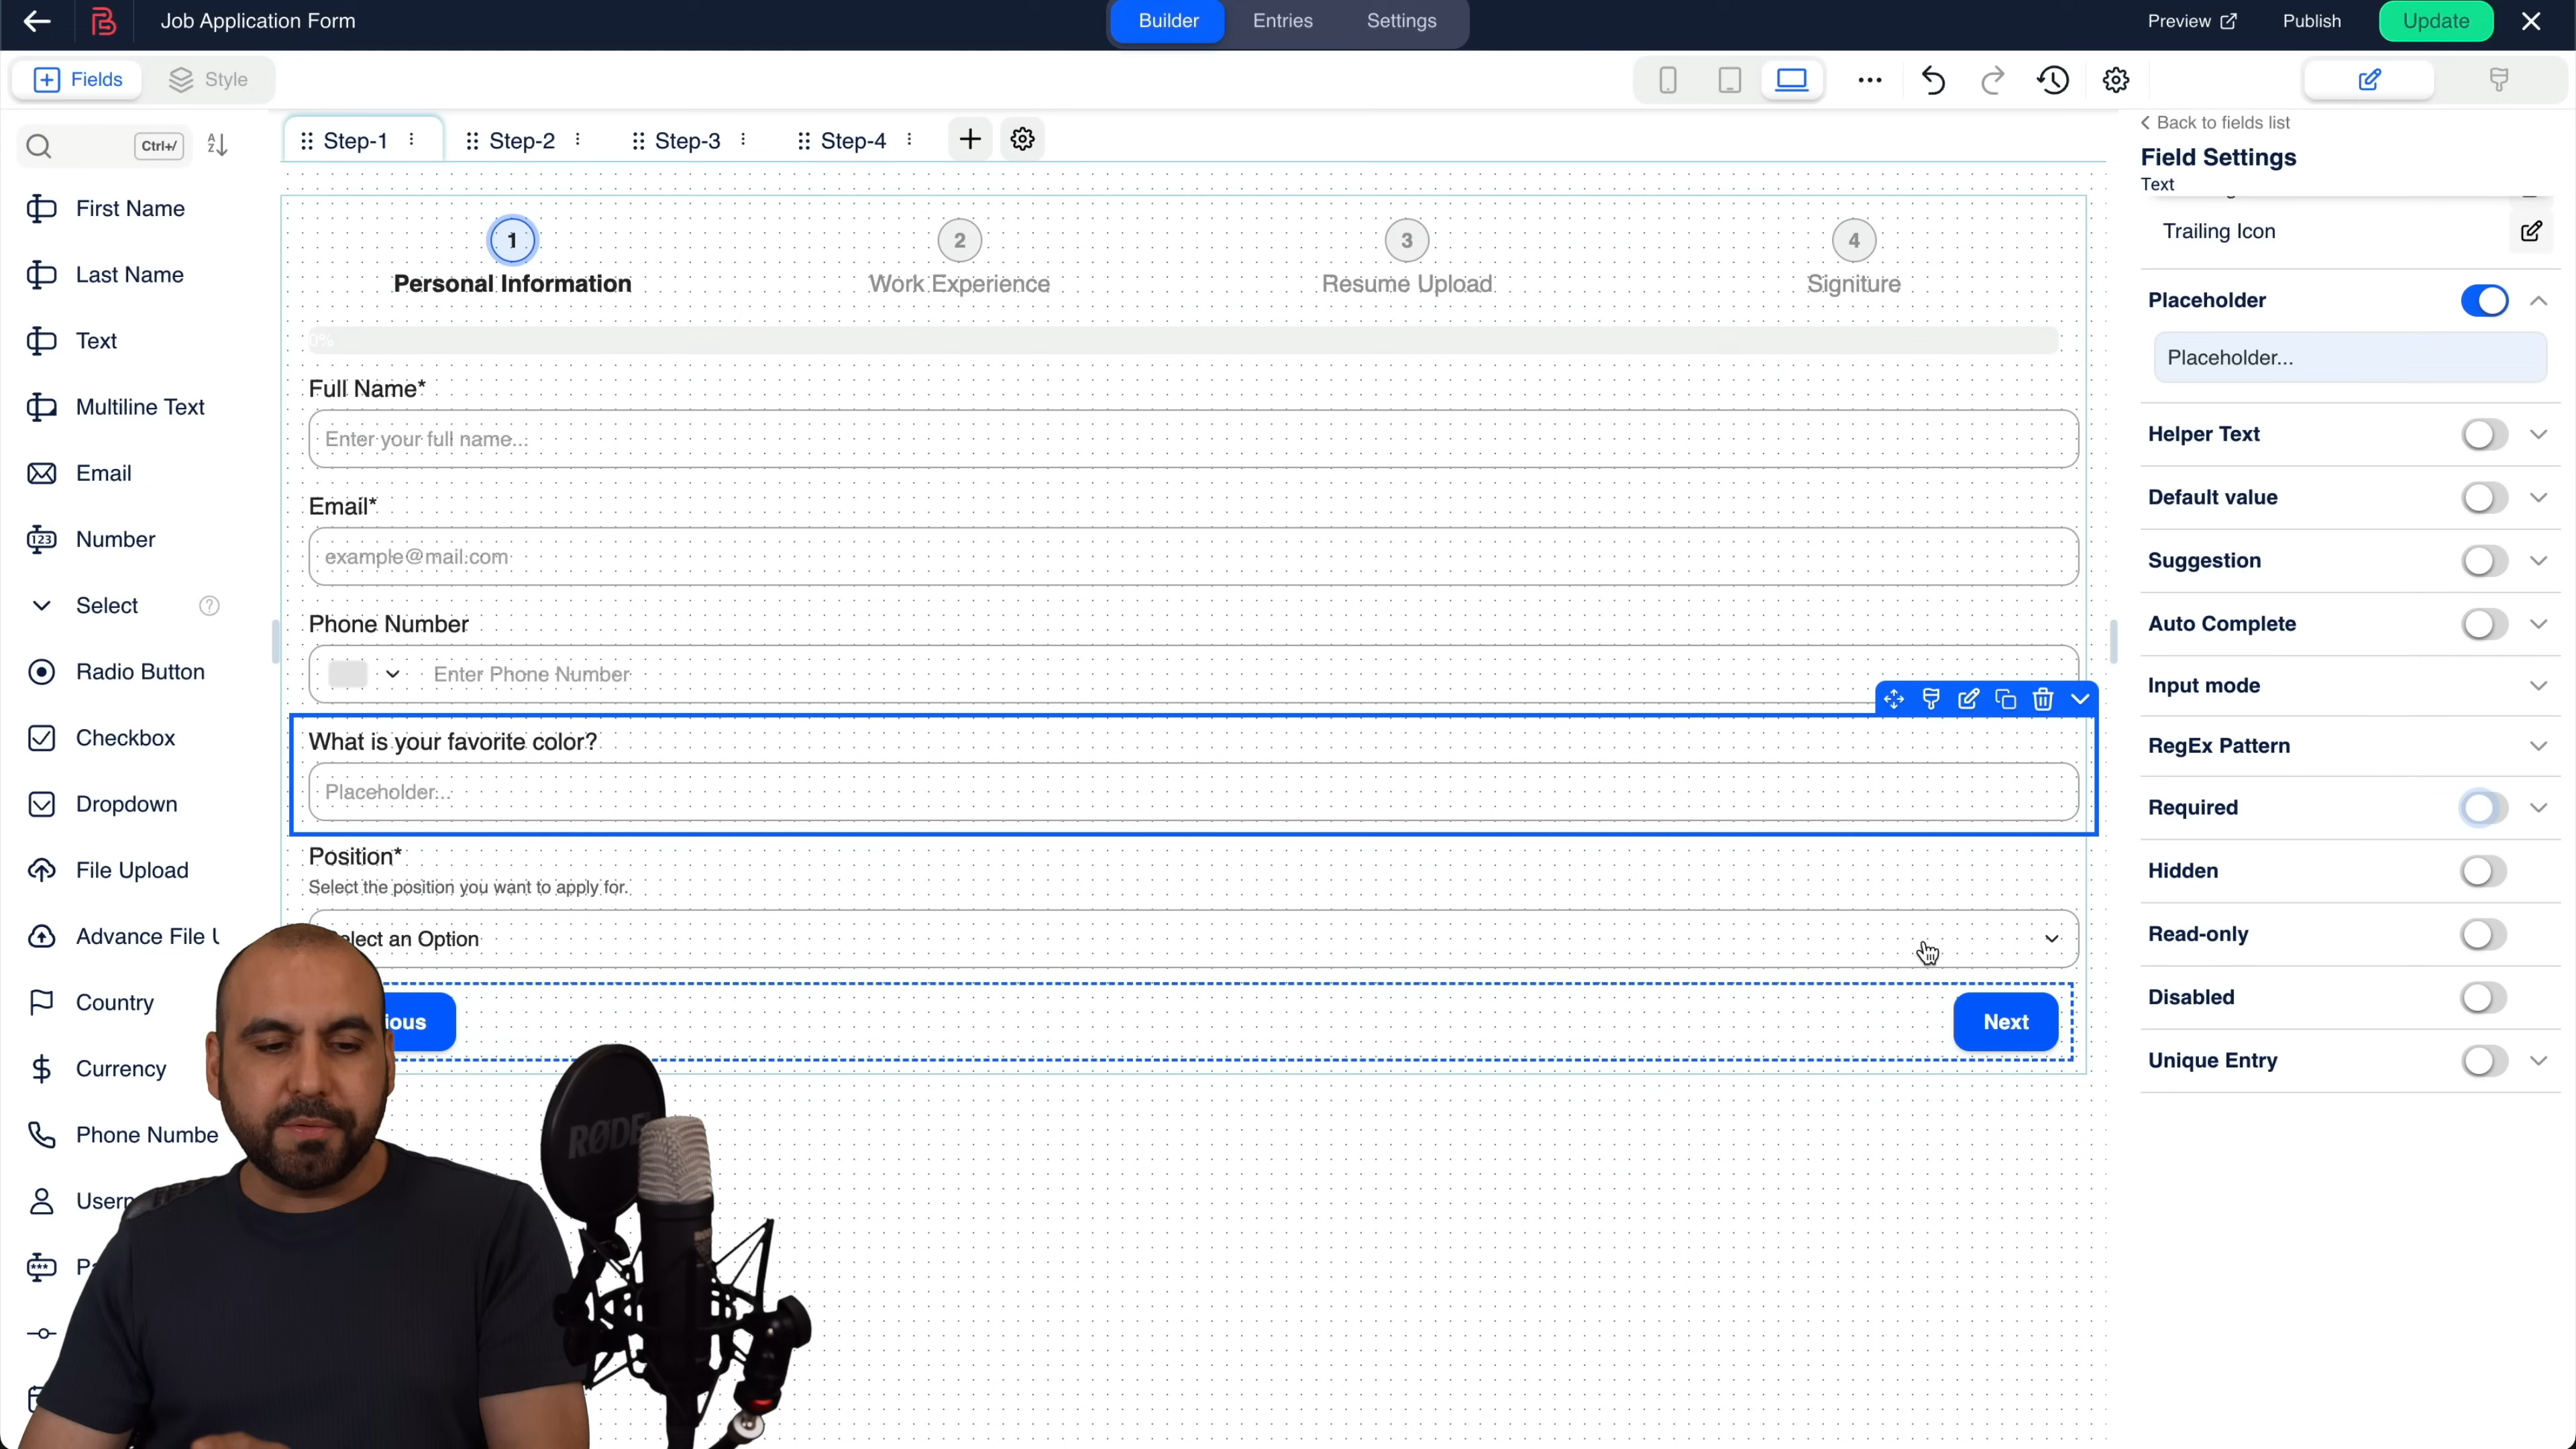 Job Application Form
Builder
Entries
Settings
Preview
Publish
Update
Fields
Style
Ctrl+/
A
Z
Step-1
Step-2
Step-3
Step-4
First Name
Last Name
Text
Multiline Text
Email
123
Number
Select
?
Radio Button
Checkbox
Dropdown
File Upload
Advance File U
Country
$
Currency
Phone Numbe
1
Personal Information
2
Work Experience
3
Resume Upload
4
Signiture
0%
Full Name*
Enter your full name...
Email*
example@mail.com
Phone Number
Enter Phone Number
What is your favorite color?
Placeholder...
Position*
Select the position you want to apply for.
elect an Option
ious
Next
RØDE
Back to fields list
Field Settings
Text
Trailing Icon
Placeholder
Placeholder...
Helper Text
Default value
Suggestion
Auto Complete
Input mode
RegEx Pattern
Required
Hidden
Read-only
Disabled
Unique Entry